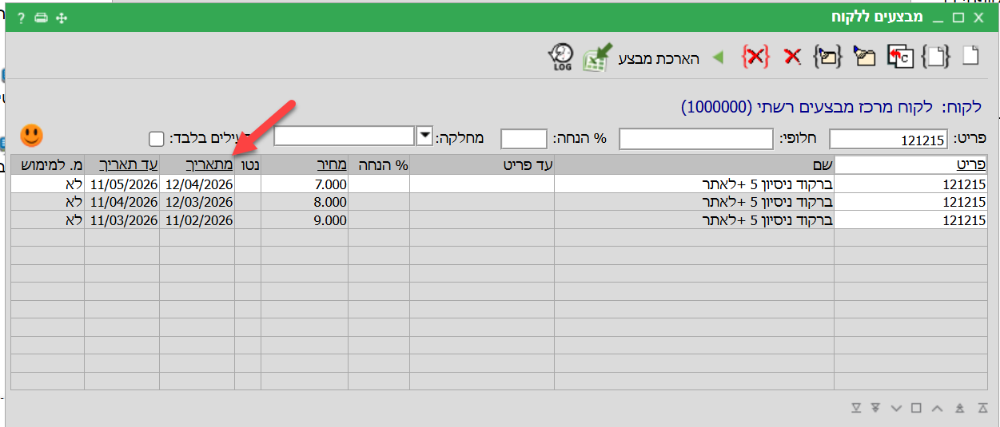 מבצעים ללקוח
?
LOG
הארכת מבצע
לקוח: לקוח מרכז מבצעים רשתי (1000000)
פריט: 121215 חלופי: % הנחה: מחלקה: בלבד:
פריט שם עד פריט % הנחה מחיר נטו מתאריך עד תאריך מ. למימוש
121215 ברקוד ניסיון 5 +לאתר 7.000 12/04/2026 11/05/2026 לא
121215 ברקוד ניסיון 5 +לאתר 8.000 12/03/2026 11/04/2026 לא
121215 ברקוד ניסיון 5 +לאתר 9.000 11/02/2026 11/03/2026 לא